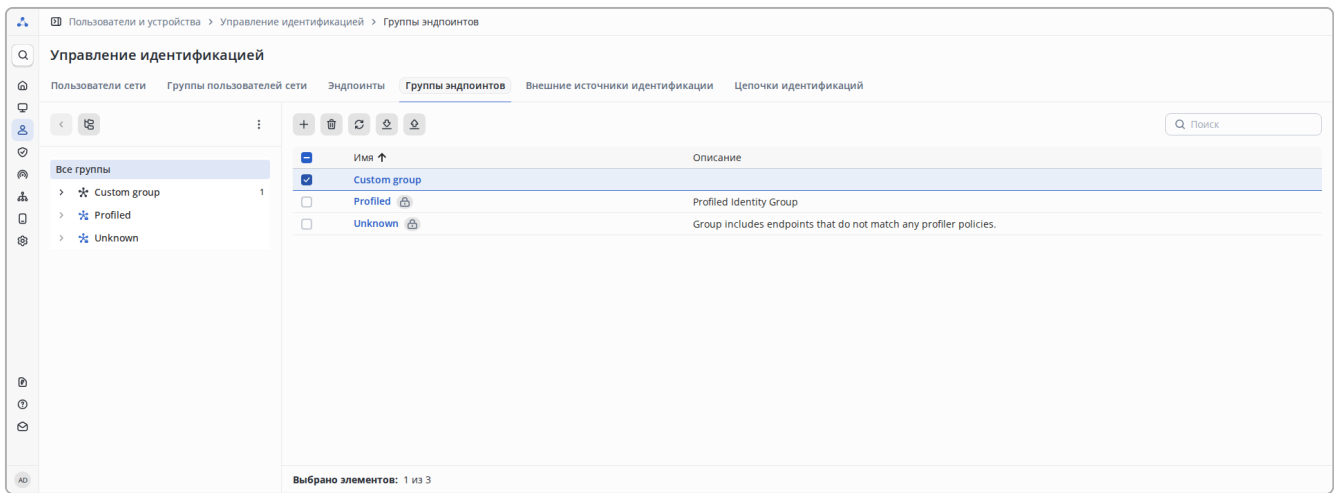 Пользователи и устройства > Управление идентификацией > Группы эндпоинтов
Управление идентификацией
Пользователи сети Группы пользователей сети Эндпоинты Группы эндпоинтов Внешние источники идентификации Цепочки идентификаций
Поиск
Все группы
Custom group 1
Profiled
Unknown
Имя Описание
Custom group
Profiled Profiled Identity Group
Unknown Group includes endpoints that do not match any profiler policies.
AD
Выбрано элементов: 1 из 3